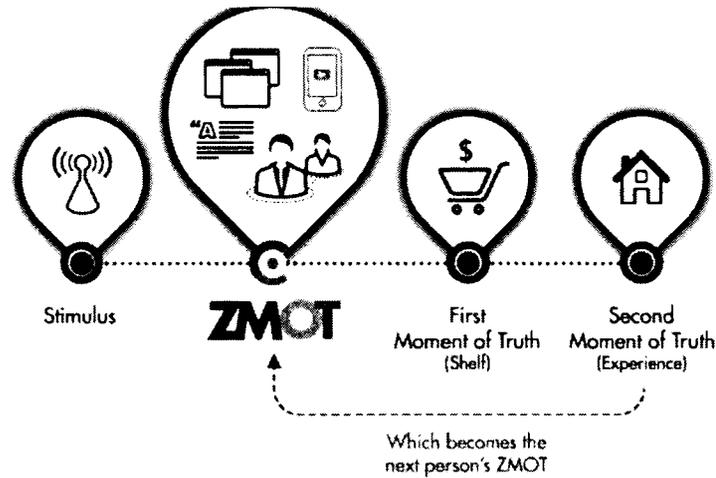 “A
$
Stimulus
ZMOT
First
Moment of Truth
(Shelf)
Second
Moment of Truth
(Experience)
Which becomes the
next person's ZMOT